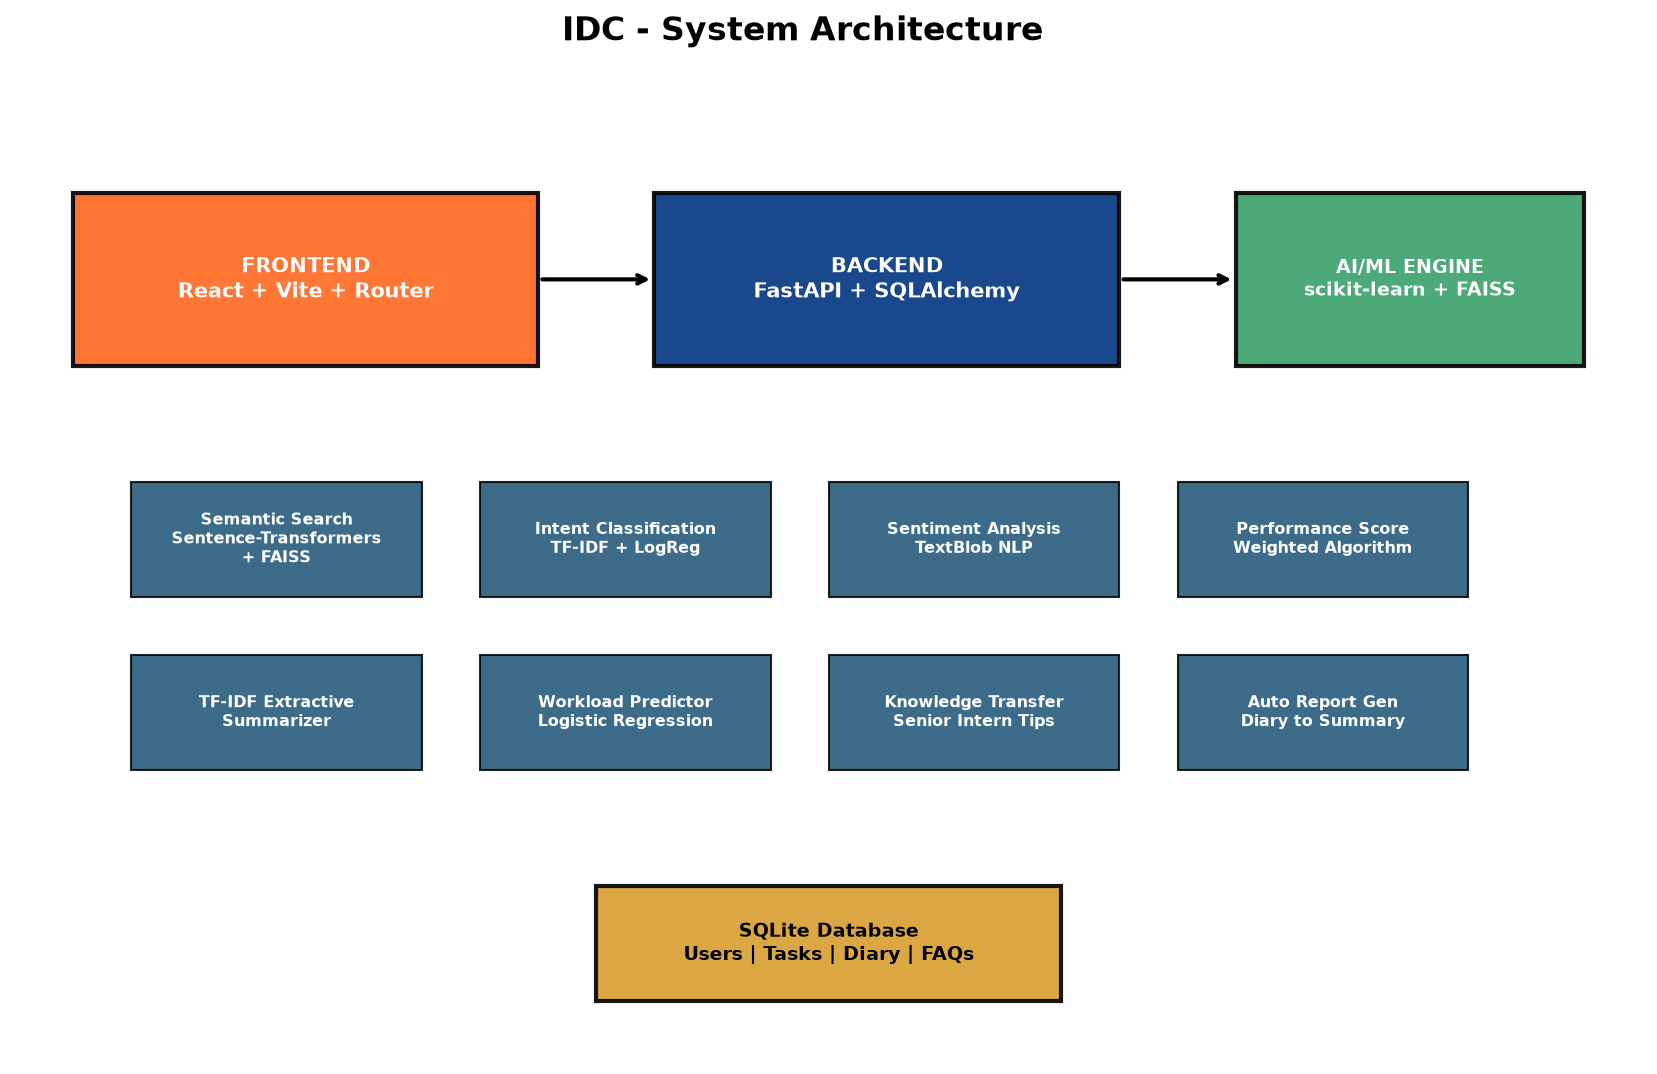 IDC - System Architecture
FRONTEND
React + Vite + Router
BACKEND
FastAPI + SQLAlchemy
AI/ML ENGINE
scikit-learn + FAISS
Semantic Search
Sentence-Transformers
+ FAISS
Intent Classification
TF-IDF + LogReg
Sentiment Analysis
TextBlob NLP
Performance Score
Weighted Algorithm
TF-IDF Extractive
Summarizer
Workload Predictor
Logistic Regression
Knowledge Transfer
Senior Intern Tips
Auto Report Gen
Diary to Summary
SQLite Database
Users | Tasks | Diary | FAQs